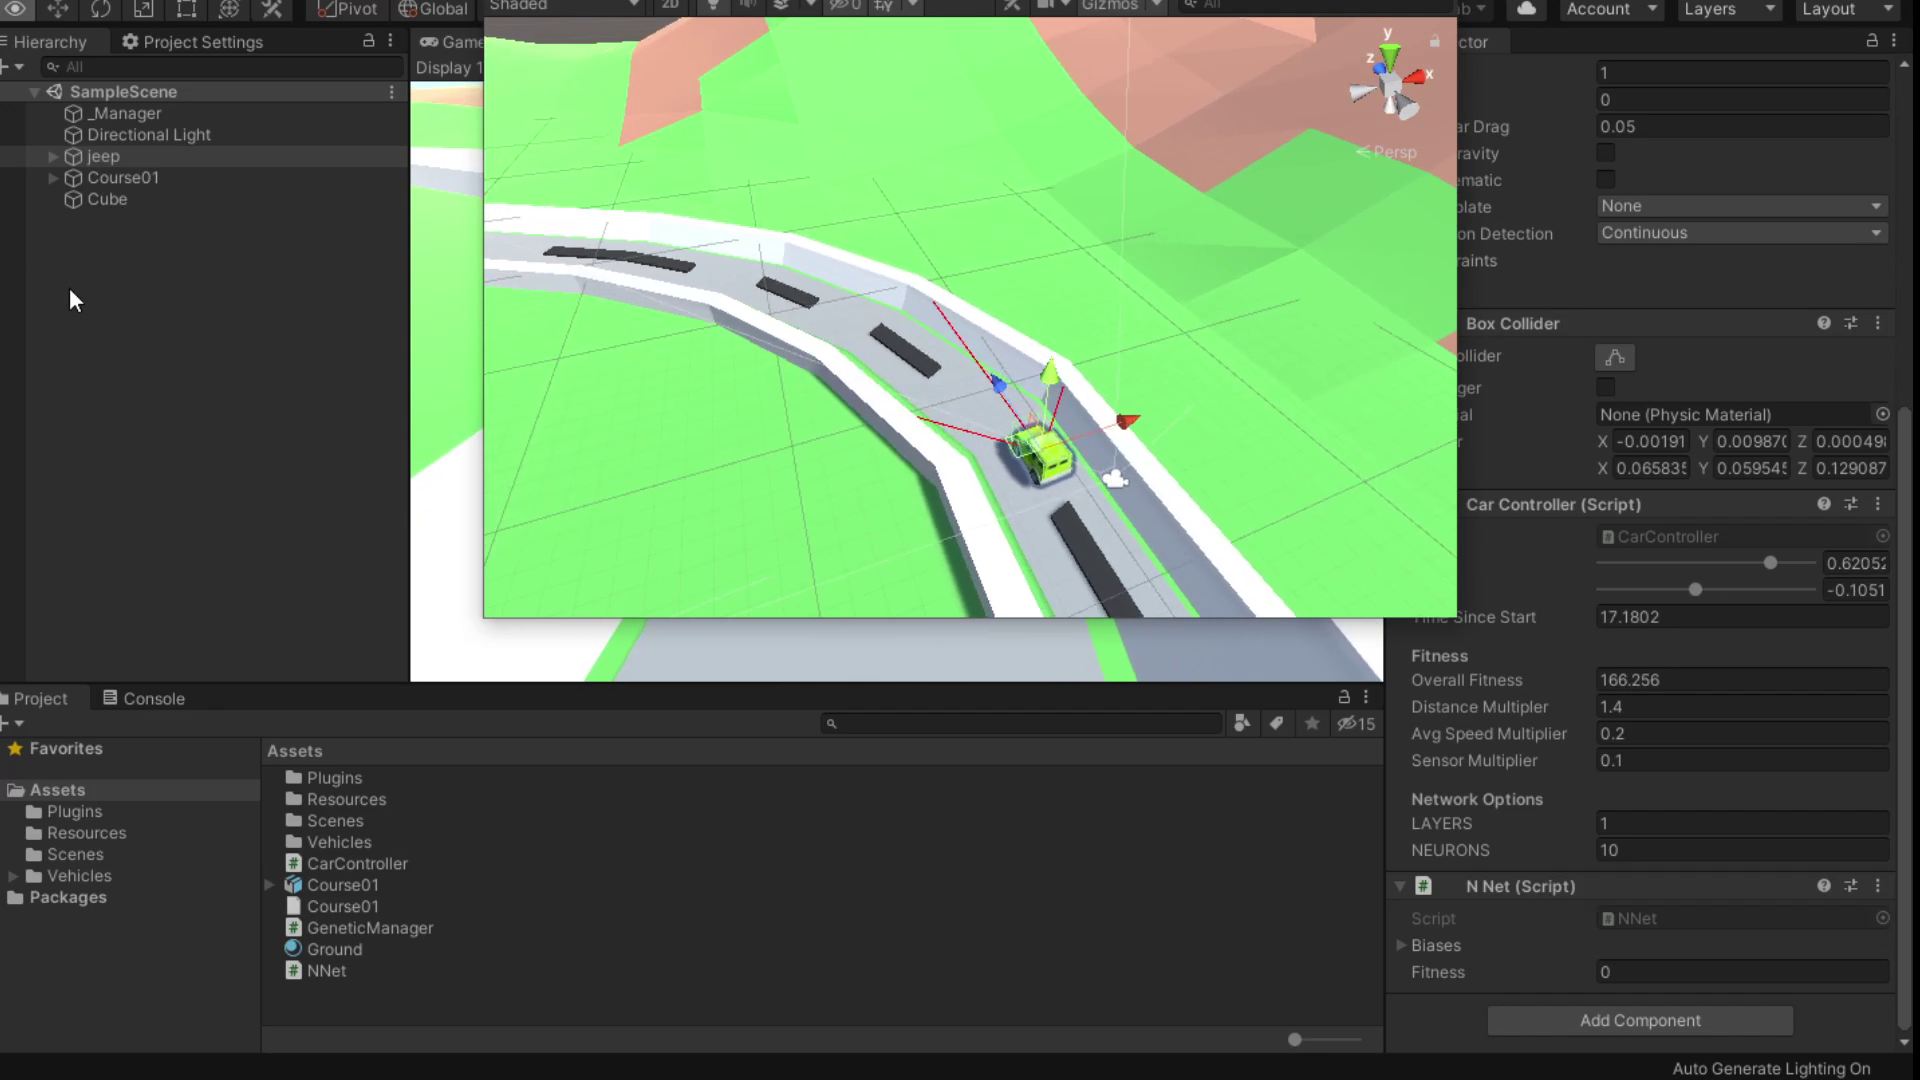 Pivot
Global
Shaded
2D
Gizmos
All
Account
Layers
Layout
Hierarchy
Project Settings
All
SampleScene
_Manager
Directional Light
jeep
Course01
Cube
Game
Display 1
y
z
x
Persp
ctor
1
0
ar Drag
0.05
ravity
ematic
olate
None
on Detection
Continuous
raints
Box Collider
ollider
ger
al
None (Physic Material)
r
X -0.00191 Y 0.00987( Z 0.000498
X 0.065835 Y 0.059545 Z 0.129087
Car Controller (Script)
CarController
0.62052
-0.1051
Time Since Start
17.1802
Fitness
Overall Fitness
166.256
Distance Multipler
1.4
Avg Speed Multiplier
0.2
Sensor Multiplier
0.1
Network Options
LAYERS
1
NEURONS
10
N Net (Script)
Script
NNet
Biases
Fitness
0
Add Component
Project
Console
15
Favorites
Assets
Plugins
Resources
Scenes
Vehicles
Packages
Assets
Plugins
Resources
Scenes
Vehicles
CarController
Course01
Course01
GeneticManager
Ground
NNet
Auto Generate Lighting On